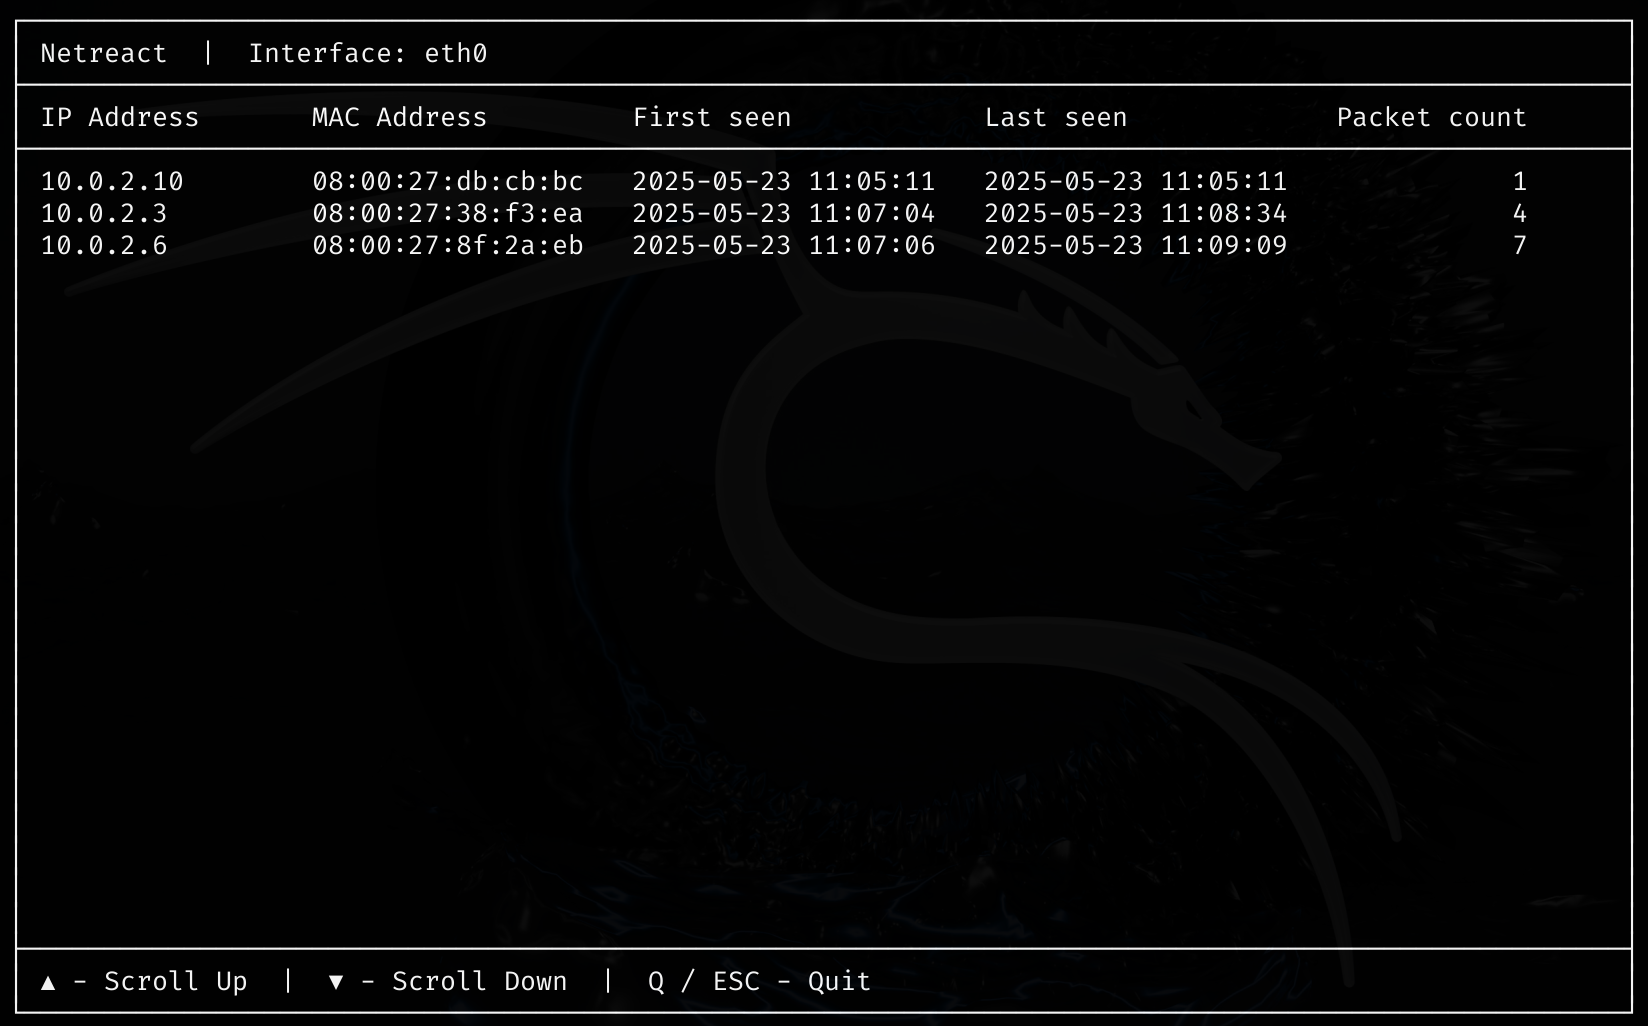 Netreact | Interface: eth0
IP Address MAC Address First seen Last seen Packet count
10.0.2.10 08:00:27:db:cb:bc 2025-05-23 11:05:11 2025-05-23 11:05:11 1
10.0.2.3 08:00:27:38:f3:ea 2025-05-23 11:07:04 2025-05-23 11:08:34 4
10.0.2.6 08:00:27:8f:2a:eb 2025-05-23 11:07:06 2025-05-23 11:09:09 7
▲ - Scroll Up | ▼ - Scroll Down | Q / ESC - Quit